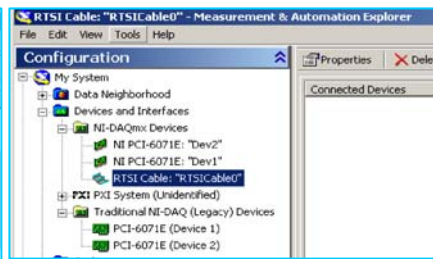 RTSI Cable: "RTSICable0" - Measurement & Automation Explorer
File Edit View Tools Help
Configuration
Properties Dele
My System
Connected Devices
Data Neighborhood
Devices and Interfaces
NI-DAQmx Devices
NI PCI-6071E: "Dev2"
NI PCI-6071E: "Dev1"
RTSI Cable: "RTSICable0"
PXI PXI System (Unidentified)
Traditional NI-DAQ (Legacy) Devices
PCI-6071E (Device 1)
PCI-6071E (Device 2)